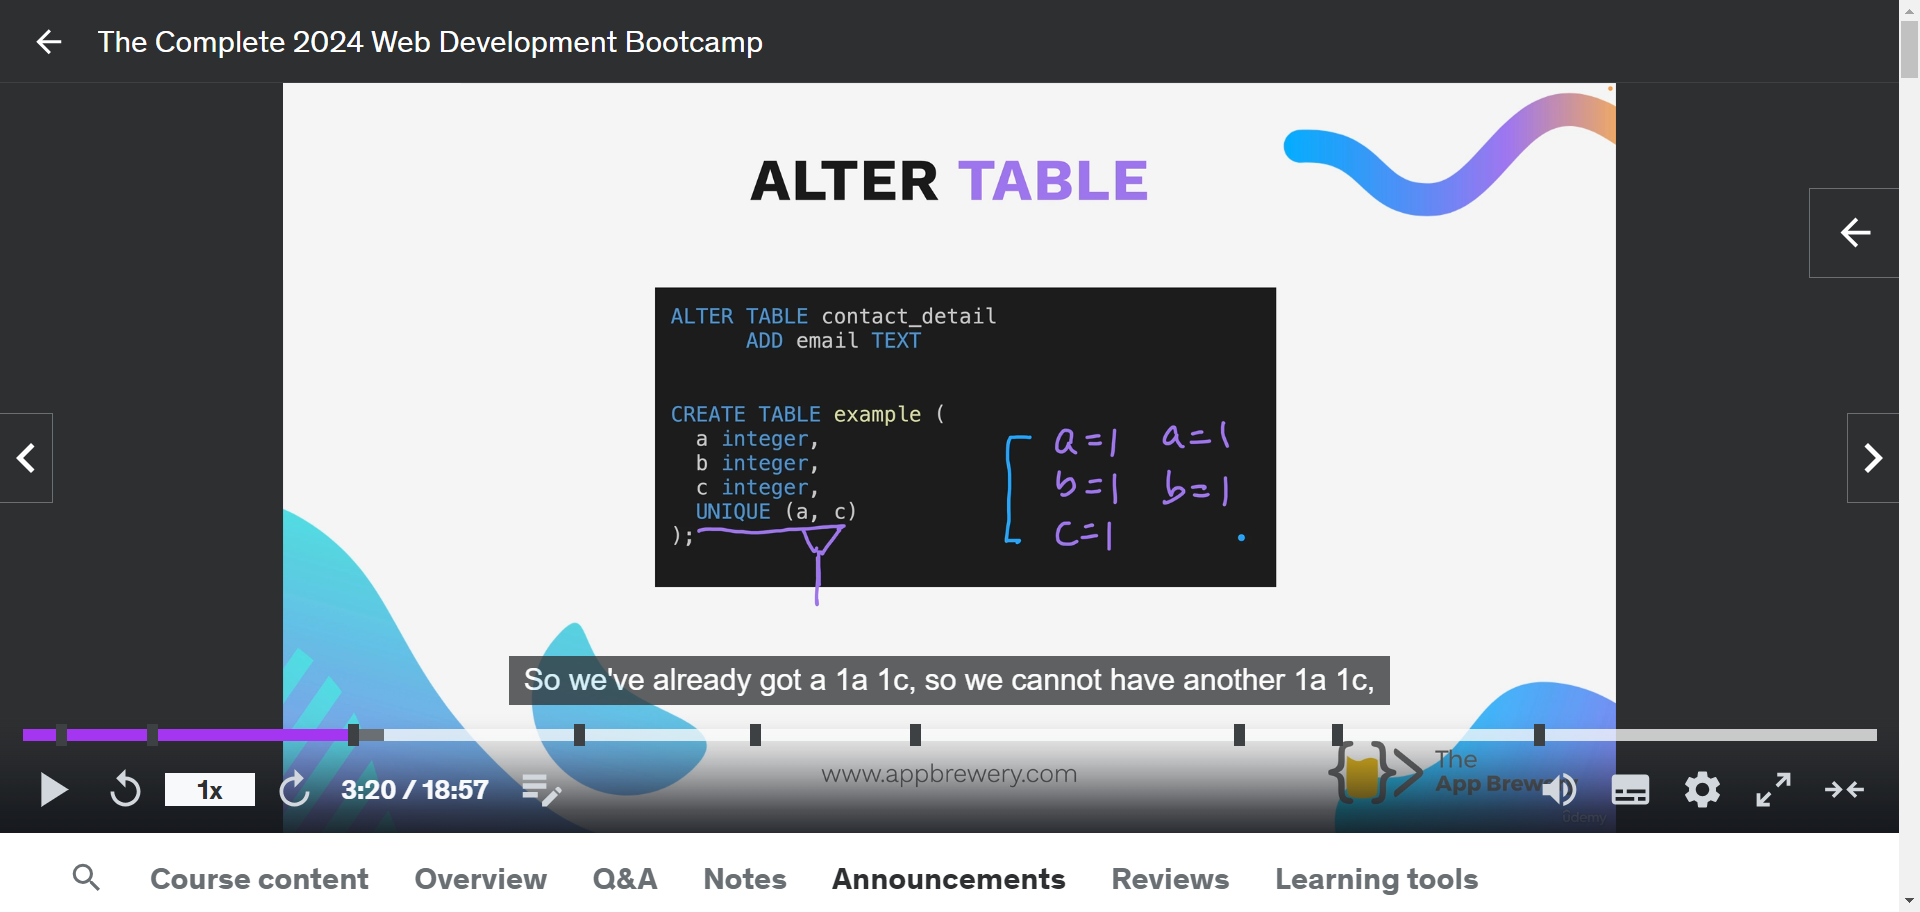 The Complete 2024 Web Development Bootcamp
ALTER TABLE
ALTER TABLE contact_detail
ADD email TEXT
CREATE TABLE example (
a integer,
b integer,
c integer,
UNIQUE (a, c)
);
a=1 a=1
b=1 b=1
c=1
So we've already got a 1a 1c, so we cannot have another 1a 1c,
www.appbrewery.com
The
App Brew
udemy
1x
3:20 / 18:57
Course content Overview Q&A Notes Announcements Reviews Learning tools